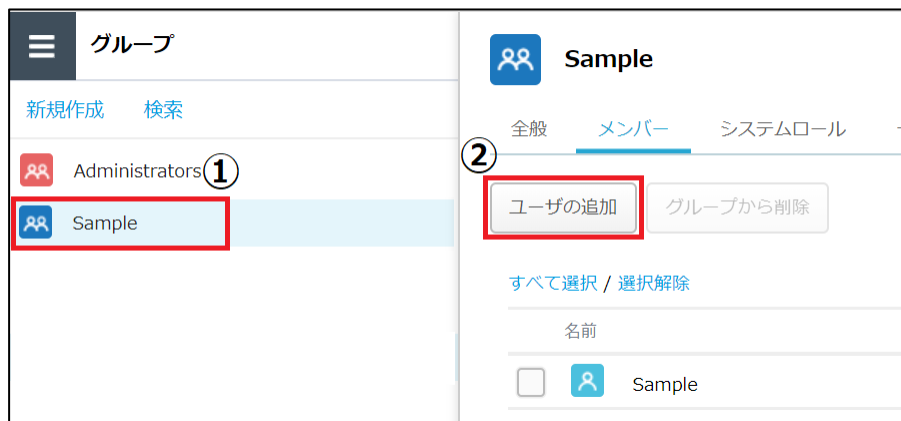 グループ
新規作成 検索
Administrators①
Sample
Sample
全般 メンバー システムロール
②
ユーザの追加 グループから削除
すべて選択 / 選択解除
名前
Sample